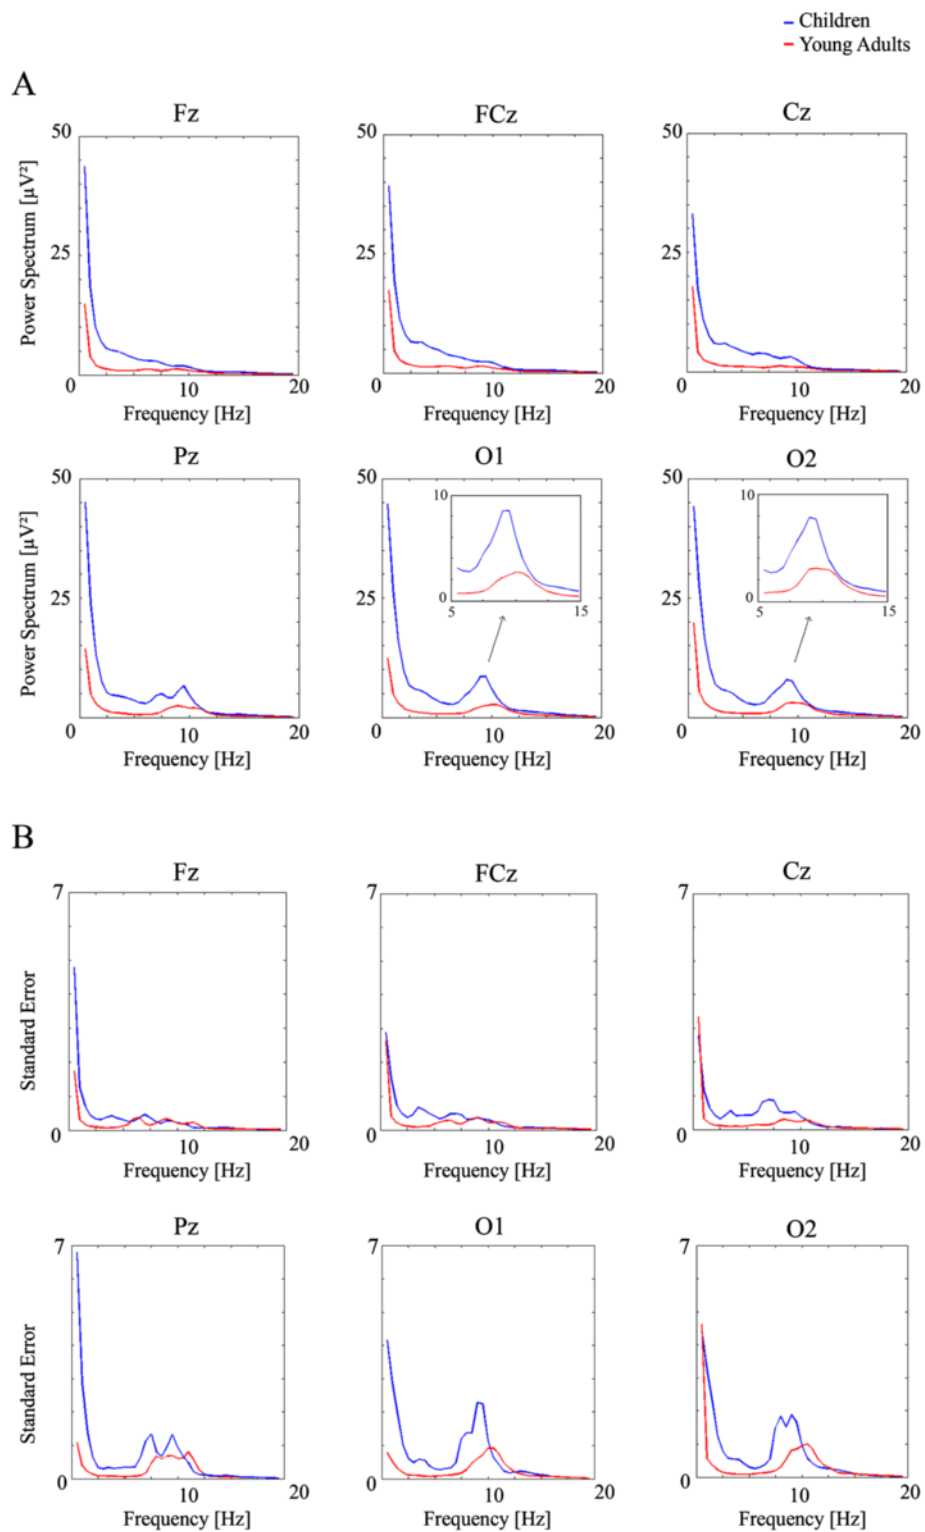 Children
Young Adults
A
Fz FCz Cz
50 50 50
Power Spectrum [µV²]
25 25 25
0 10 20 0 10 20 0 10 20
Frequency [Hz] Frequency [Hz] Frequency [Hz]
Pz O1 O2
50 50 50
10 10
Power Spectrum [µV²]
25 25 25
0 0
5 15 5 15
0 10 20 0 10 20 0 10 20
Frequency [Hz] Frequency [Hz] Frequency [Hz]
B
Fz FCz Cz
7 7 7
Standard Error
0 10 20 0 10 20 0 10 20
Frequency [Hz] Frequency [Hz] Frequency [Hz]
Pz O1 O2
7 7 7
Standard Error
0 10 20 0 10 20 0 10 20
Frequency [Hz] Frequency [Hz] Frequency [Hz]